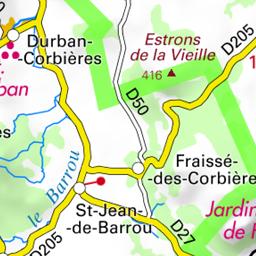 Durban-
-Corbières
Estrons
de la Vieille
416
D205
D50
le Barrou
Fraissé-
-des-Corbière
St-Jean-
-de-Barrou
D205
D27
Jardin
de